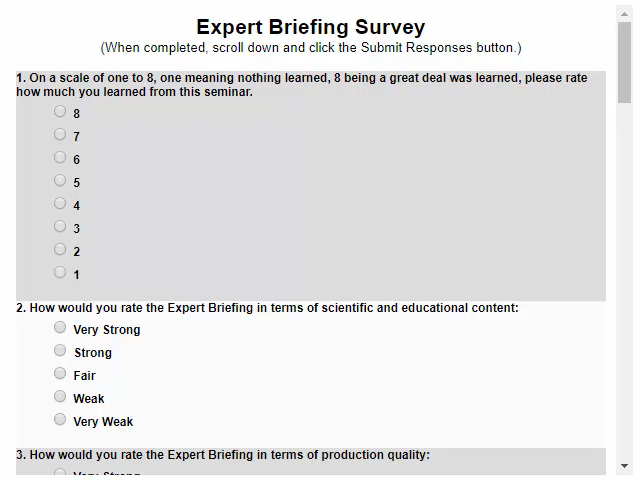 Expert Briefing Survey
(When completed, scroll down and click the Submit Responses button.)
1. On a scale of one to 8, one meaning nothing learned, 8 being a great deal was learned, please rate
how much you learned from this seminar.
8
7
6
5
4
3
2
1
2. How would you rate the Expert Briefing in terms of scientific and educational content:
Very Strong
Strong
Fair
Weak
Very Weak
3. How would you rate the Expert Briefing in terms of production quality:
Very Strong